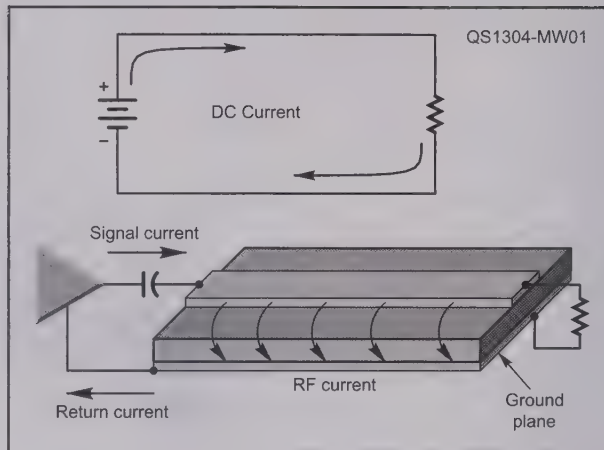 QS1304-MW01
+
DC Current
–
Signal current
RF current
Return current
Ground
plane